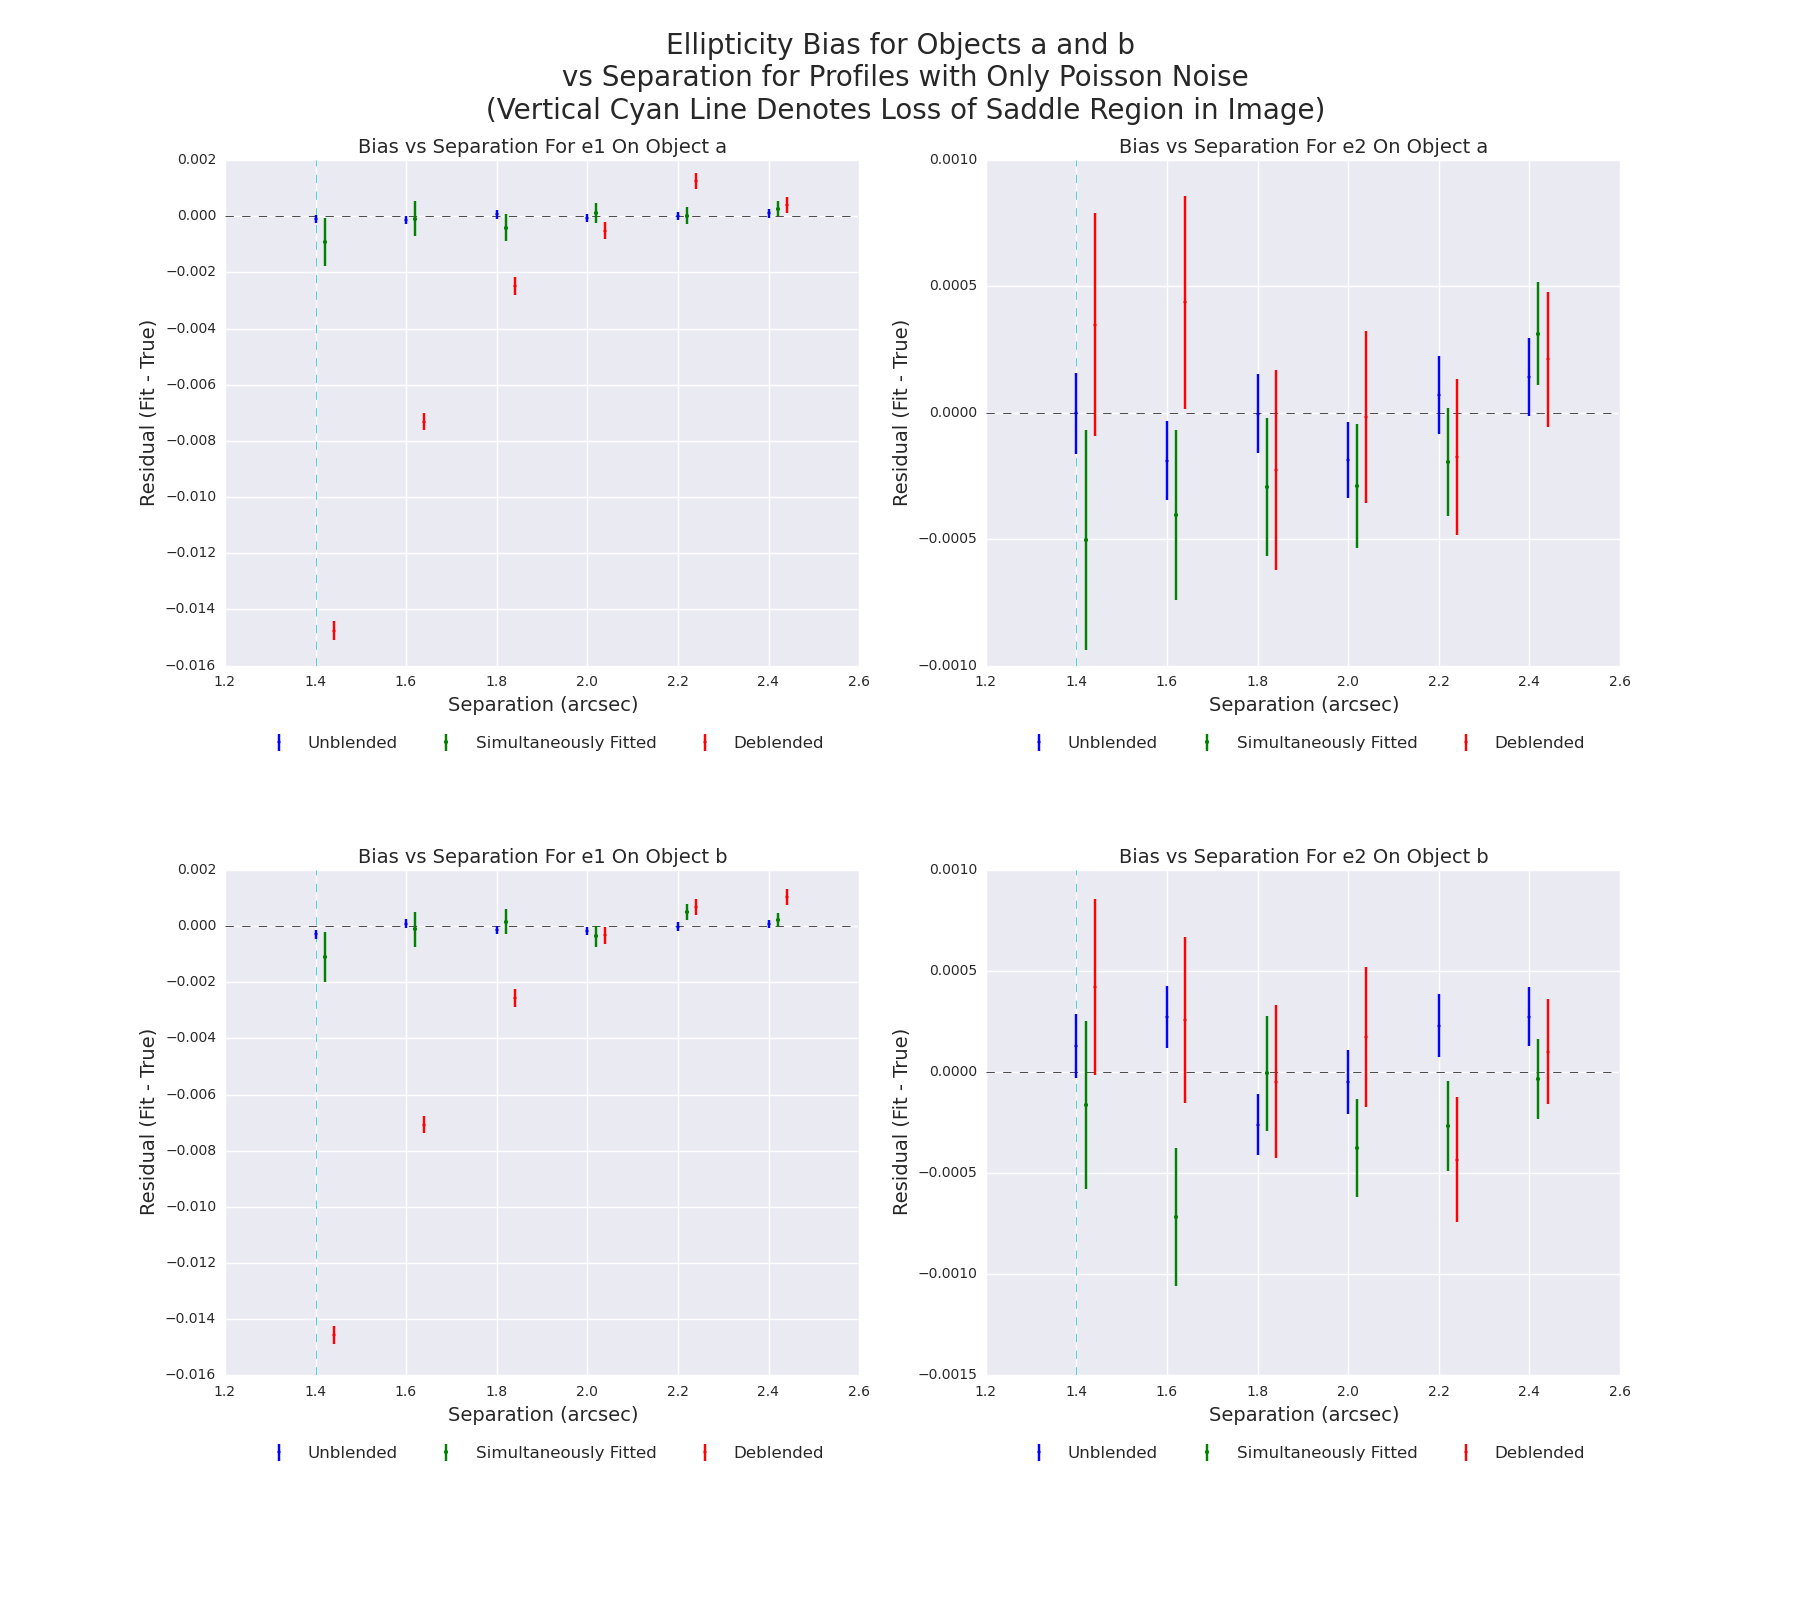 Ellipticity Bias for Objects a and b
vs Separation for Profiles with Only Poisson Noise
(Vertical Cyan Line Denotes Loss of Saddle Region in Image)
Bias vs Separation For e1 On Object a
0.002
0.000
−0.002
−0.004
−0.006
−0.008
−0.010
−0.012
−0.014
−0.016
Residual (Fit - True)
1.2 1.4 1.6 1.8 2.0 2.2 2.4 2.6
Separation (arcsec)
Unblended Simultaneously Fitted Deblended
Bias vs Separation For e2 On Object a
0.0010
0.0005
0.0000
−0.0005
−0.0010
Residual (Fit - True)
1.2 1.4 1.6 1.8 2.0 2.2 2.4 2.6
Separation (arcsec)
Unblended Simultaneously Fitted Deblended
Bias vs Separation For e1 On Object b
0.002
0.000
−0.002
−0.004
−0.006
−0.008
−0.010
−0.012
−0.014
−0.016
Residual (Fit - True)
1.2 1.4 1.6 1.8 2.0 2.2 2.4 2.6
Separation (arcsec)
Unblended Simultaneously Fitted Deblended
Bias vs Separation For e2 On Object b
0.0010
0.0005
0.0000
−0.0005
−0.0010
−0.0015
Residual (Fit - True)
1.2 1.4 1.6 1.8 2.0 2.2 2.4 2.6
Separation (arcsec)
Unblended Simultaneously Fitted Deblended